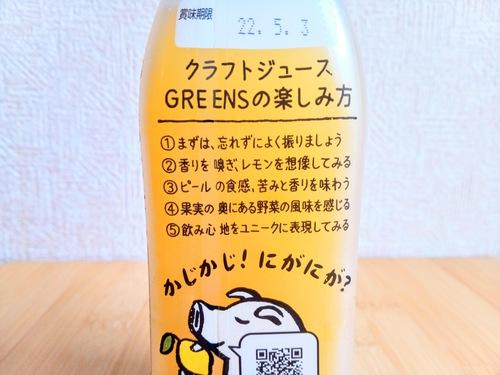 賞味期限
22.5.3
クラフトジュース
GREENSの楽しみ方
①まずは、忘れずによく振りましょう
②香りを嗅ぎ、レモンを想像してみる
③ピールの食感、苦みと香りを味わう
④果実の奥にある野菜の風味を感じる
⑤飲み心地をユニークに表現してみる
かじかじ!にがにが?